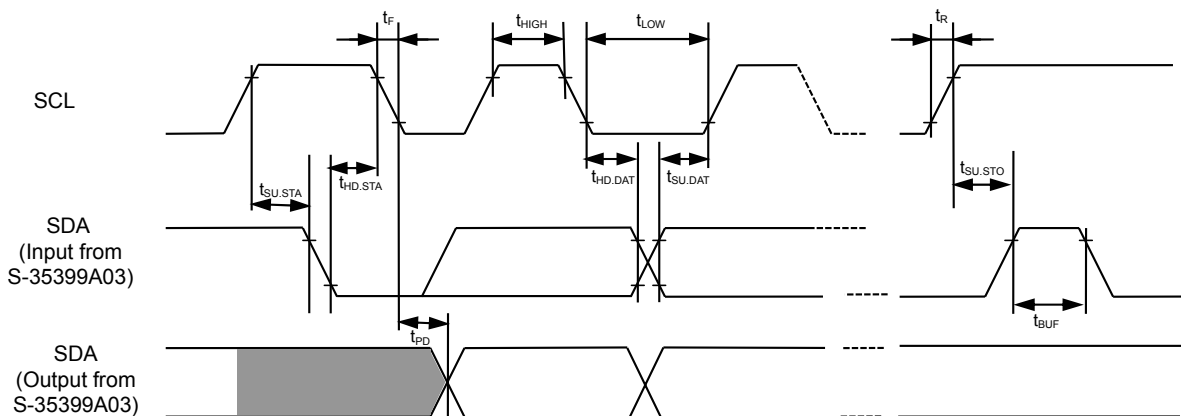 tF
tHIGH
tLOW
tR
SCL
tSU.STA
tHD.STA
tHD.DAT
tSU.DAT
tSU.STO
SDA
(Input from
S-35399A03)
tBUF
tPD
SDA
(Output from
S-35399A03)